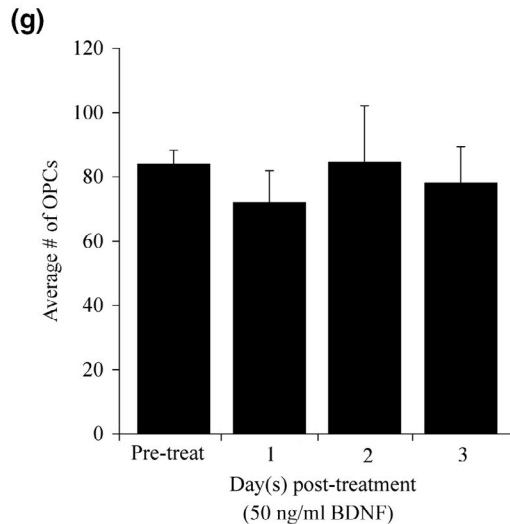 (g)
120
100
80
60
40
20
0
Average # of OPCs
Pre-treat 1 2 3
Day(s) post-treatment
(50 ng/ml BDNF)